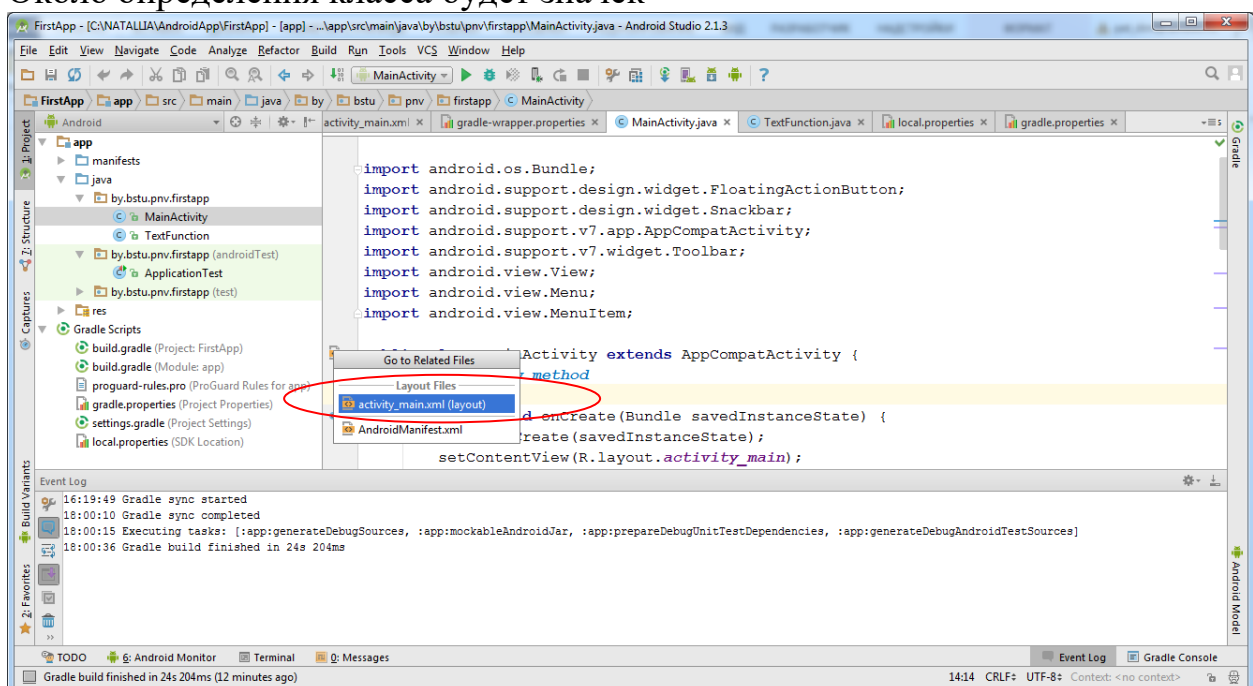 Около определения класса будет значек
FirstApp - [C:\NATALLIA\AndroidApp\FirstApp] - [app] - ...\app\src\main\java\by\bstu\pnv\firstapp\MainActivity.java - Android Studio 2.1.3
File Edit View Navigate Code Analyze Refactor Build Run Tools VCS Window Help
MainActivity
FirstApp app src main java by bstu pnv firstapp MainActivity
Android activity_main.xml gradle-wrapper.properties MainActivity.java TextFunction.java local.properties gradle.properties
1: Project
Z: Structure
Captures
Build Variants
2: Favorites
app
manifests
java
by.bstu.pnv.firstapp
MainActivity
TextFunction
by.bstu.pnv.firstapp (androidTest)
ApplicationTest
by.bstu.pnv.firstapp (test)
res
Gradle Scripts
build.gradle (Project: FirstApp)
build.gradle (Module: app)
proguard-rules.pro (ProGuard Rules for app)
gradle.properties (Project Properties)
settings.gradle (Project Settings)
local.properties (SDK Location)
import android.os.Bundle;
import android.support.design.widget.FloatingActionButton;
import android.support.design.widget.Snackbar;
import android.support.v7.app.AppCompatActivity;
import android.support.v7.widget.Toolbar;
import android.view.View;
import android.view.Menu;
import android.view.MenuItem;
Activity extends AppCompatActivity {
method
d onCreate(Bundle savedInstanceState) {
Create(savedInstanceState);
setContentView(R.layout.activity_main);
Go to Related Files
Layout Files
activity_main.xml (layout)
AndroidManifest.xml
Gradle
Android Model
Event Log
16:19:49 Gradle sync started
18:00:10 Gradle sync completed
18:00:15 Executing tasks: [:app:generateDebugSources, :app:mockableAndroidJar, :app:prepareDebugUnitTestDependencies, :app:generateDebugAndroidTestSources]
18:00:36 Gradle build finished in 24s 204ms
TODO 6: Android Monitor Terminal 0: Messages Event Log Gradle Console
Gradle build finished in 24s 204ms (12 minutes ago) 14:14 CRLF UTF-8 Context: <no context>